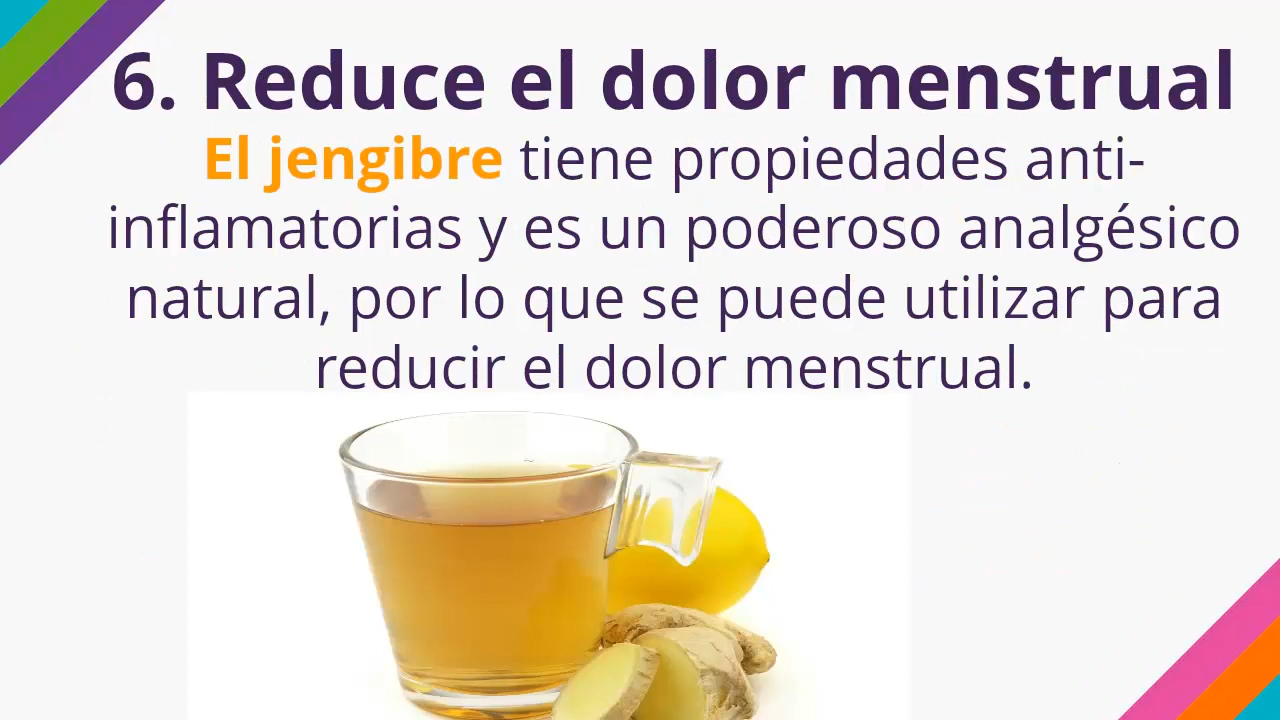 6. Reduce el dolor menstrual
El jengibre tiene propiedades anti-
inflamatorias y es un poderoso analgésico
natural, por lo que se puede utilizar para
reducir el dolor menstrual.